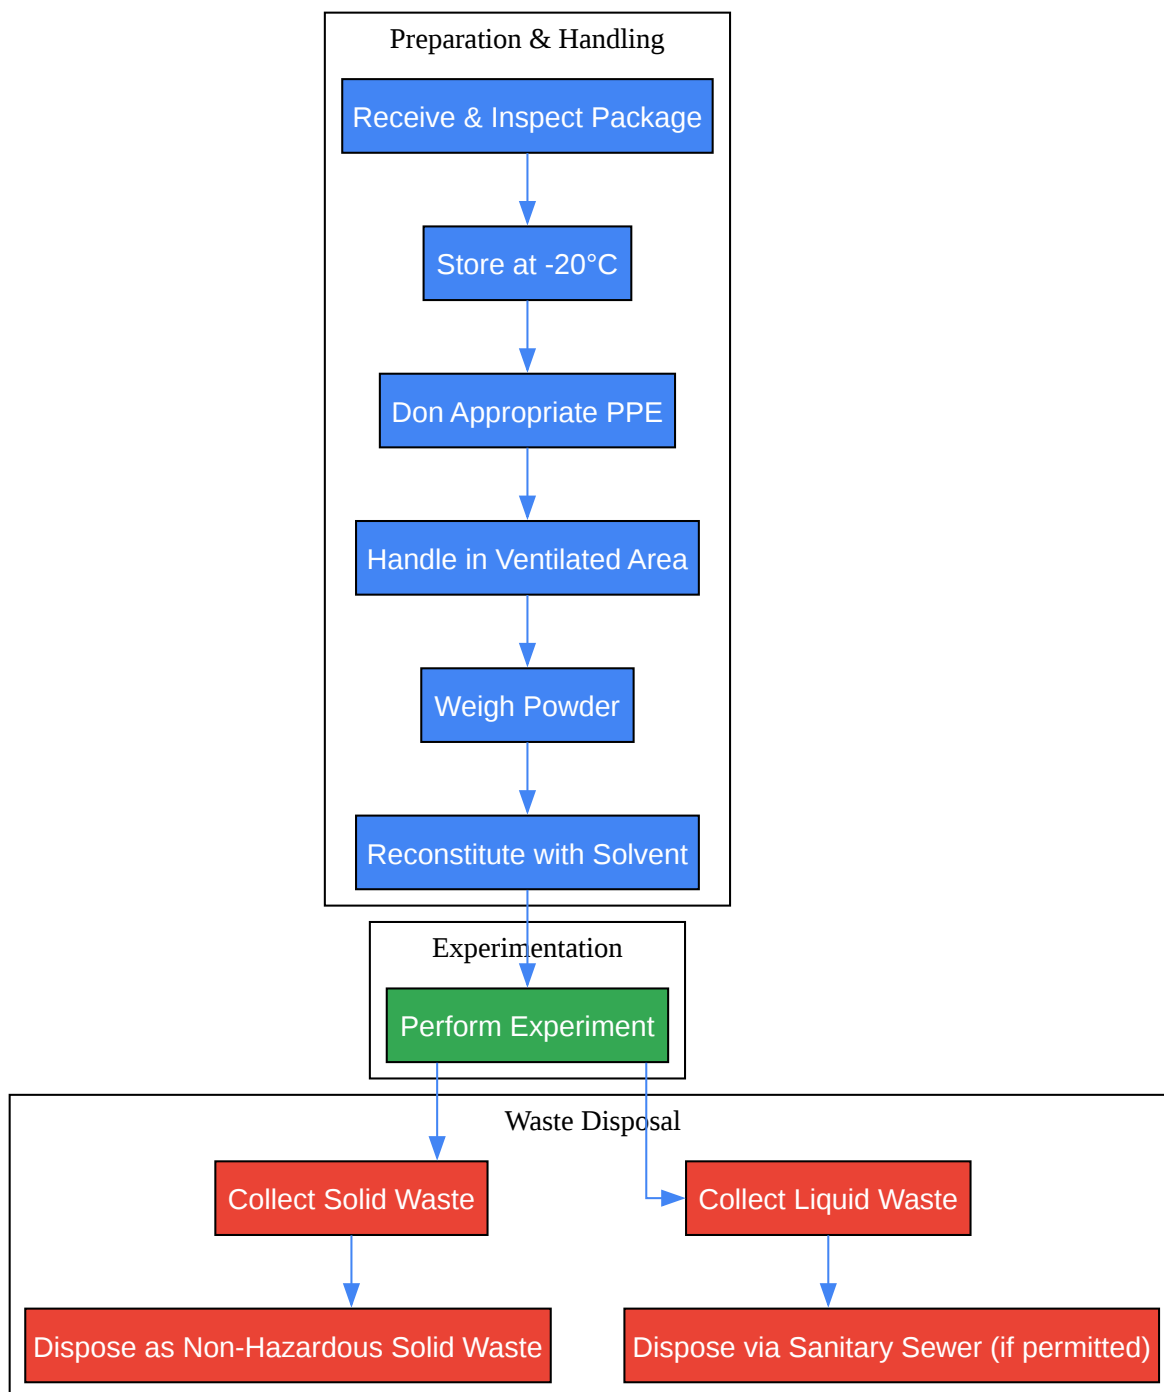 Preparation & Handling
Receive & Inspect Package
Store at -20°C
Don Appropriate PPE
Handle in Ventilated Area
Weigh Powder
Reconstitute with Solvent
Experimentation
Perform Experiment
Waste Disposal
Collect Solid Waste
Collect Liquid Waste
Dispose as Non-Hazardous Solid Waste
Dispose via Sanitary Sewer (if permitted)